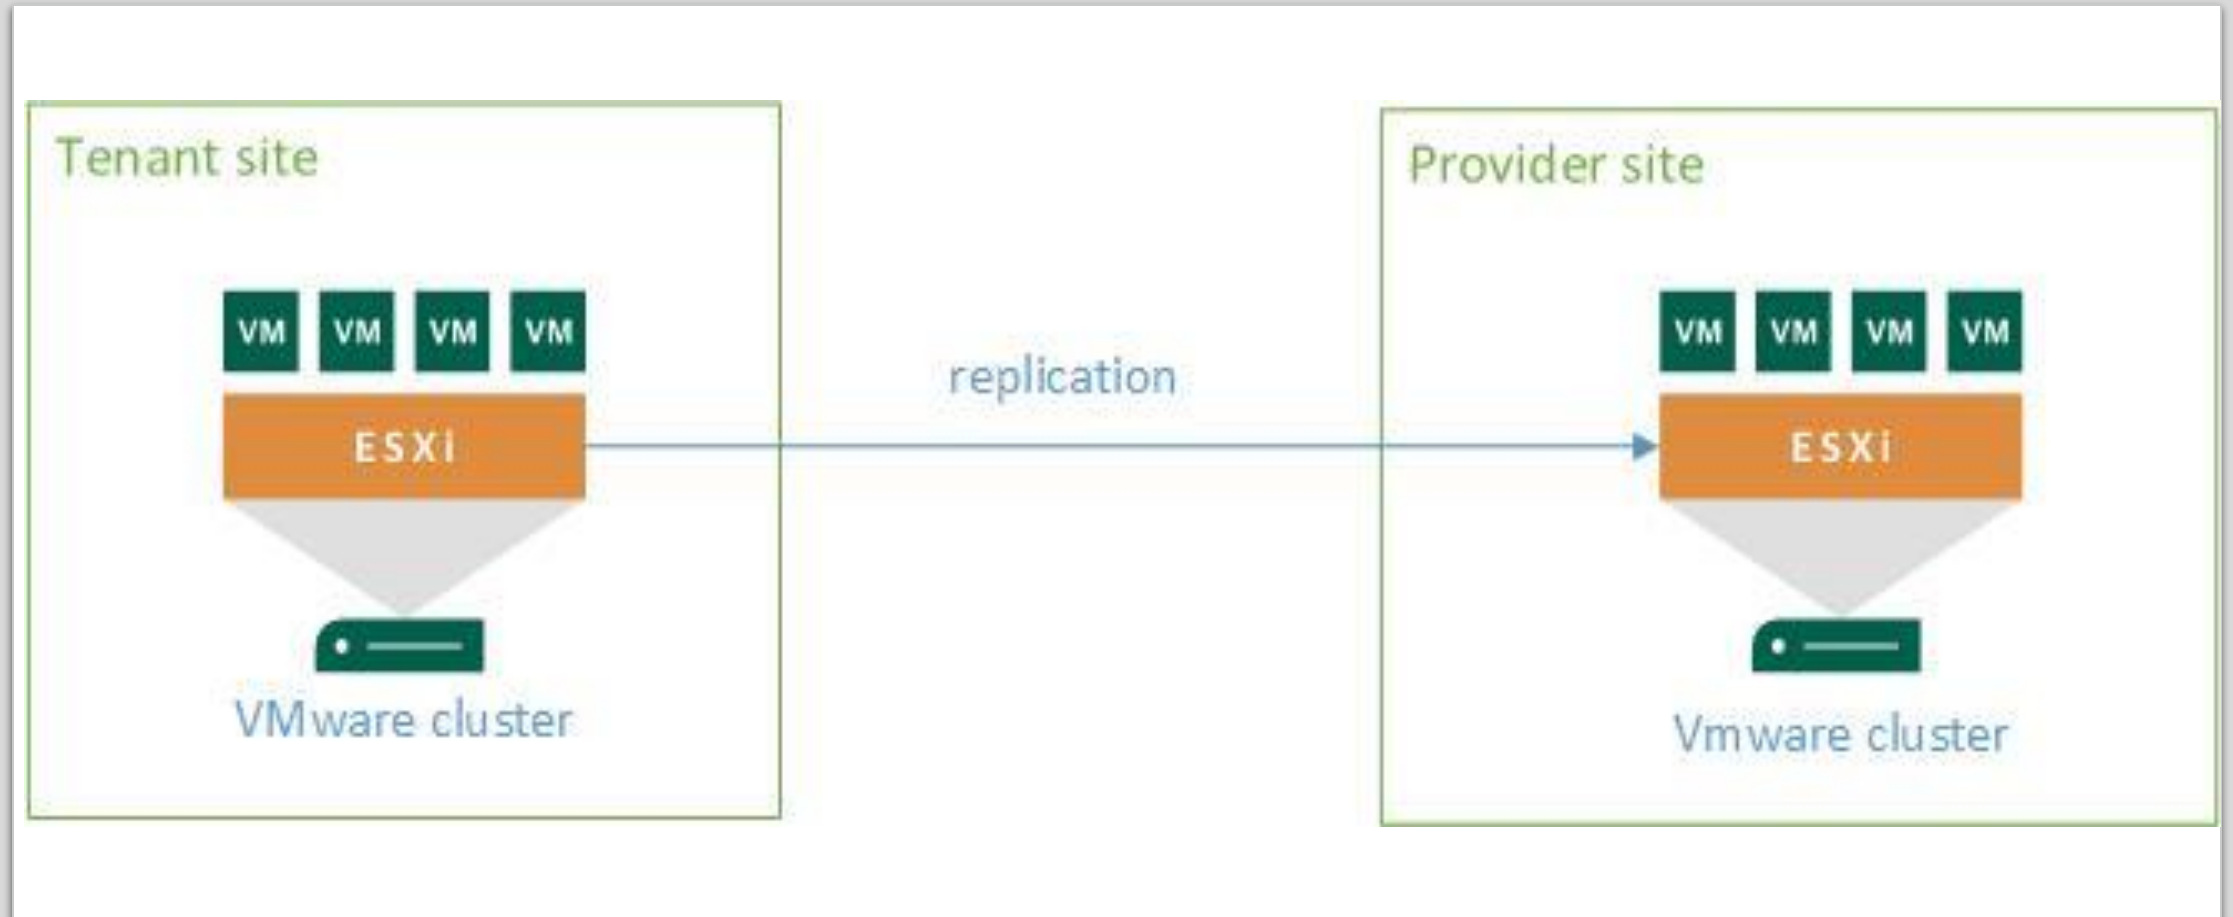 Tenant site
VM VM VM VM
ESXi
VMware cluster
replication
Provider site
VM VM VM VM
ESXi
Vmware cluster